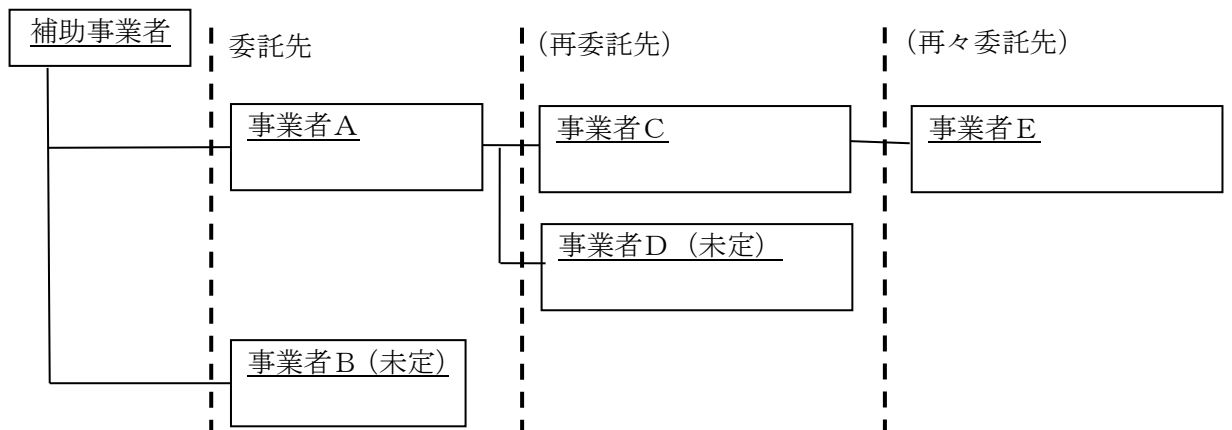 補助事業者
委託先
(再委託先)
(再々委託先)
事業者A
事業者C
事業者E
事業者D (未定)
事業者B (未定)